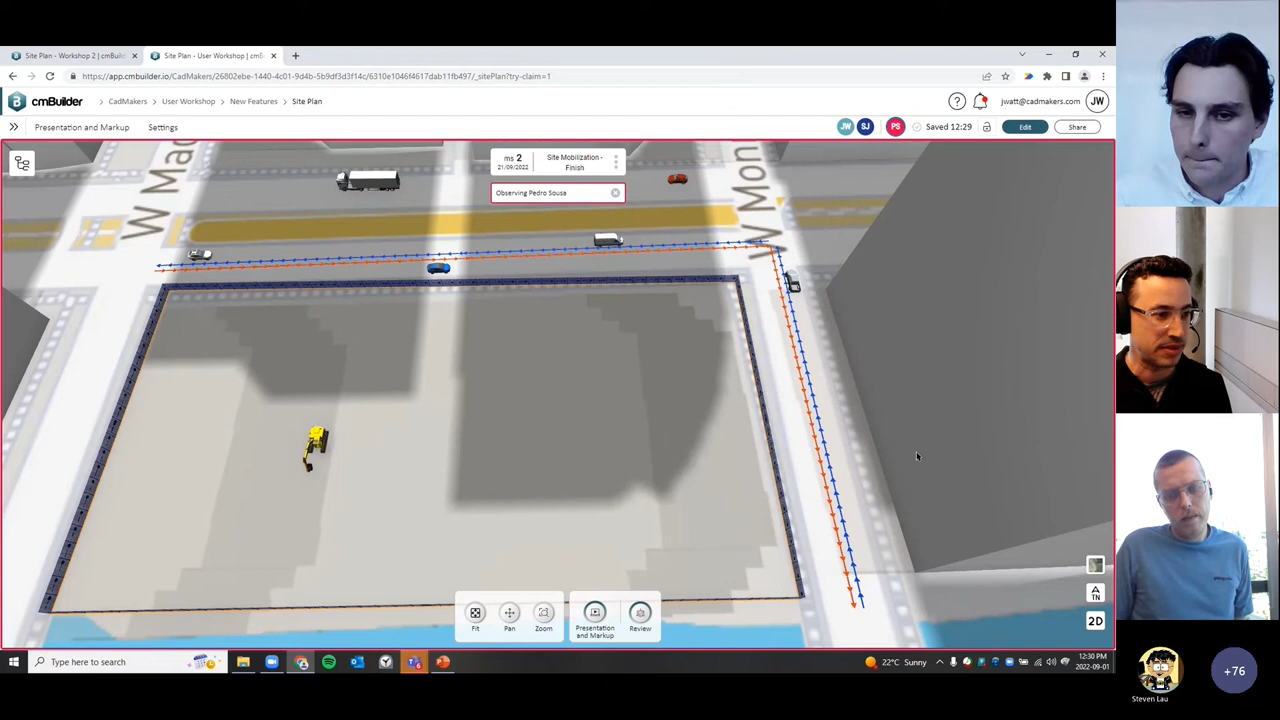 Site Plan - Workshop 2 | cmBuild
Site Plan - User Workshop | cmB
https://app.cmbuilder.io/CadMakers/26802ebe-1440-4c01-9d4b-5b9df3d3f14c/6310e1046f4617dab11fb497/_sitePlan?try-claim=1
cmBuilder
CadMakers
User Workshop
New Features
Site Plan
jwatt@cadmakers.com
JW
Presentation and Markup
Settings
JW
SJ
PS
Saved 12:29
Edit
Share
ms 2
21/09/2022
Site Mobilization -
Finish
Observing Pedro Sousa
W Mad
W Mon
TN
2D
Fit
Pan
Zoom
Presentation
and Markup
Review
Type here to search
22°C Sunny
12:30 PM
2022-09-01
Steven Lau
+76